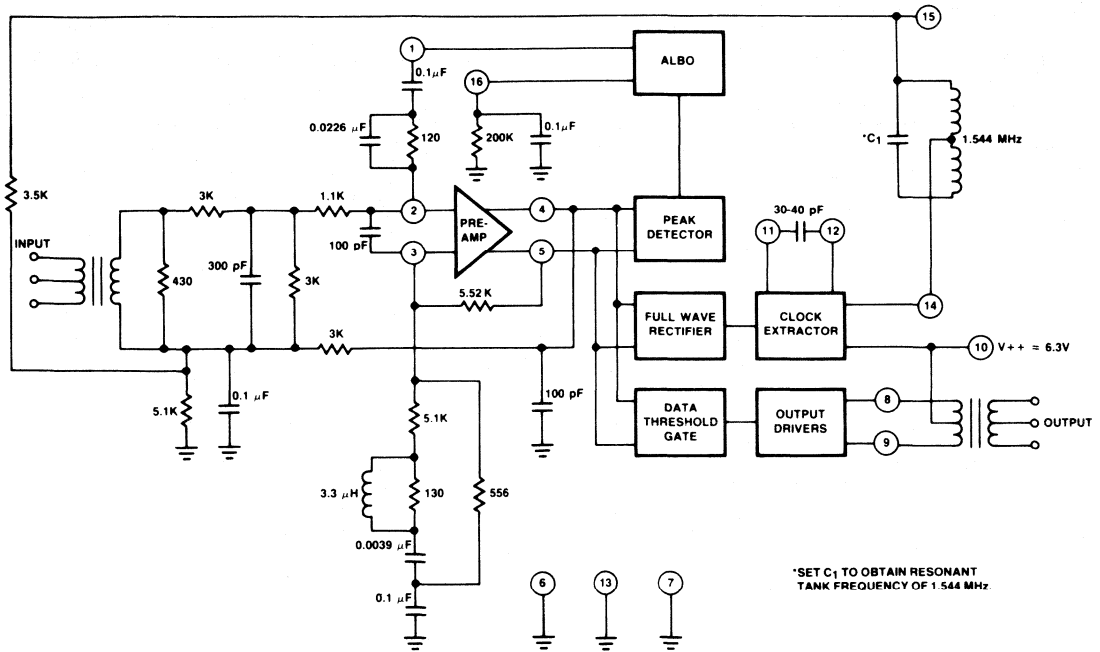 15
1
ALBO
0.1μF
16
0.0226 μF
120
200K
0.1μF
*C1
1.544 MHz
3.5K
3K
1.1K
2
PRE-
AMP
4
PEAK
DETECTOR
30-40 pF
11
12
INPUT
430
300 pF
3K
100 pF
3
5
5.52 K
FULL WAVE
RECTIFIER
CLOCK
EXTRACTOR
14
3K
10
V++ = 6.3V
5.1K
0.1 μF
100 pF
5.1K
DATA
THRESHOLD
GATE
OUTPUT
DRIVERS
8
9
OUTPUT
3.3 μH
130
556
0.0039 μF
0.1 μF
6
13
7
*SET C1 TO OBTAIN RESONANT
TANK FREQUENCY OF 1.544 MHz.